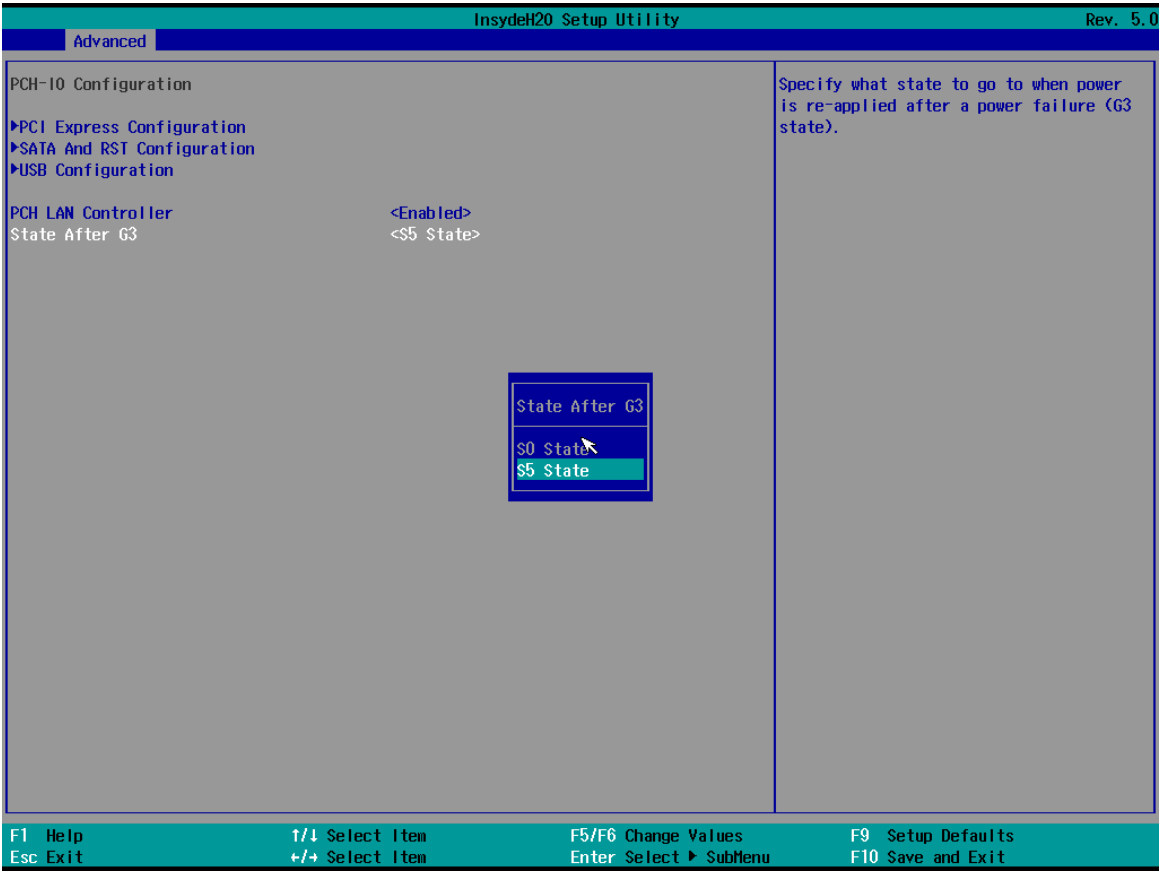 InsydeH20 Setup Utility Rev. 5.0
Advanced
PCH-IO Configuration
▶PCI Express Configuration
▶SATA And RST Configuration
▶USB Configuration
PCH LAN Controller <Enabled>
State After G3 <S5 State>
Specify what state to go to when power
is re-applied after a power failure (G3
state).
State After G3
S0 State
S5 State
F1 Help ↑/↓ Select Item F5/F6 Change Values F9 Setup Defaults
Esc Exit ←/→ Select Item Enter Select ▶ SubMenu F10 Save and Exit